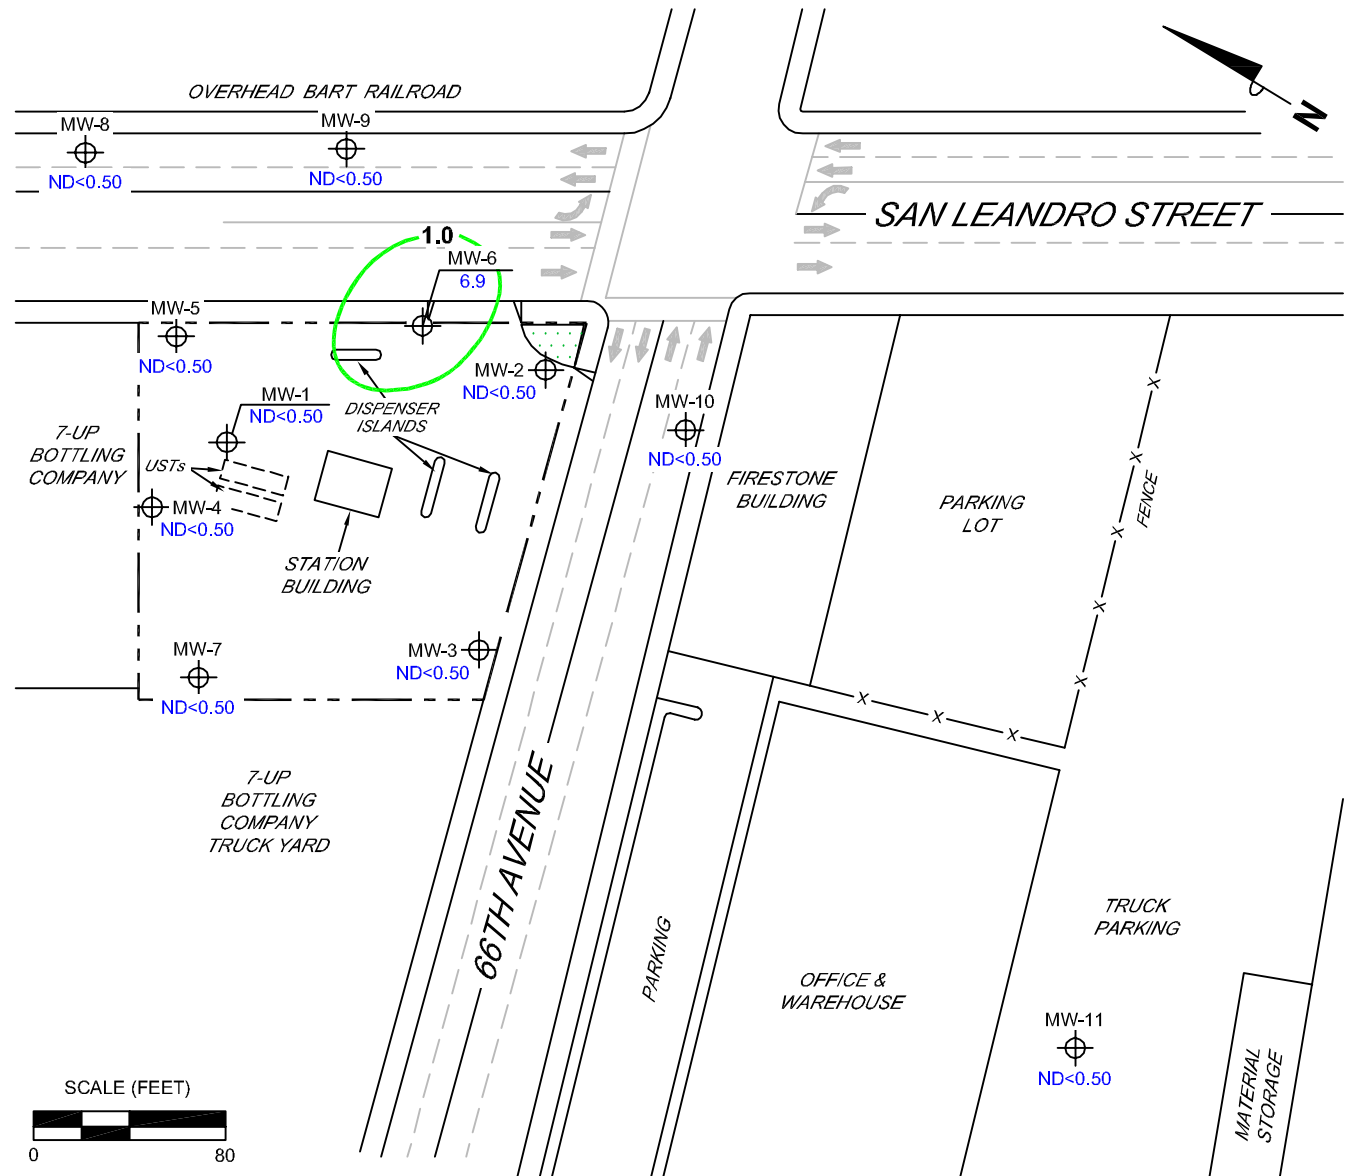 OVERHEAD BART RAILROAD
N
MW-8
ND<0.50
MW-9
ND<0.50
SAN LEANDRO STREET
1.0
MW-6
6.9
MW-5
ND<0.50
MW-2
ND<0.50
MW-1
ND<0.50
DISPENSER
ISLANDS
MW-10
ND<0.50
7-UP
BOTTLING
COMPANY
USTs
MW-4
ND<0.50
STATION
BUILDING
FIRESTONE
BUILDING
PARKING
LOT
X
X
FENCE
X
X
X
X
X
X
MW-7
ND<0.50
MW-3
ND<0.50
7-UP
BOTTLING
COMPANY
TRUCK YARD
66TH AVENUE
PARKING
OFFICE &
WAREHOUSE
TRUCK
PARKING
MW-11
ND<0.50
MATERIAL
STORAGE
SCALE (FEET)
0
80